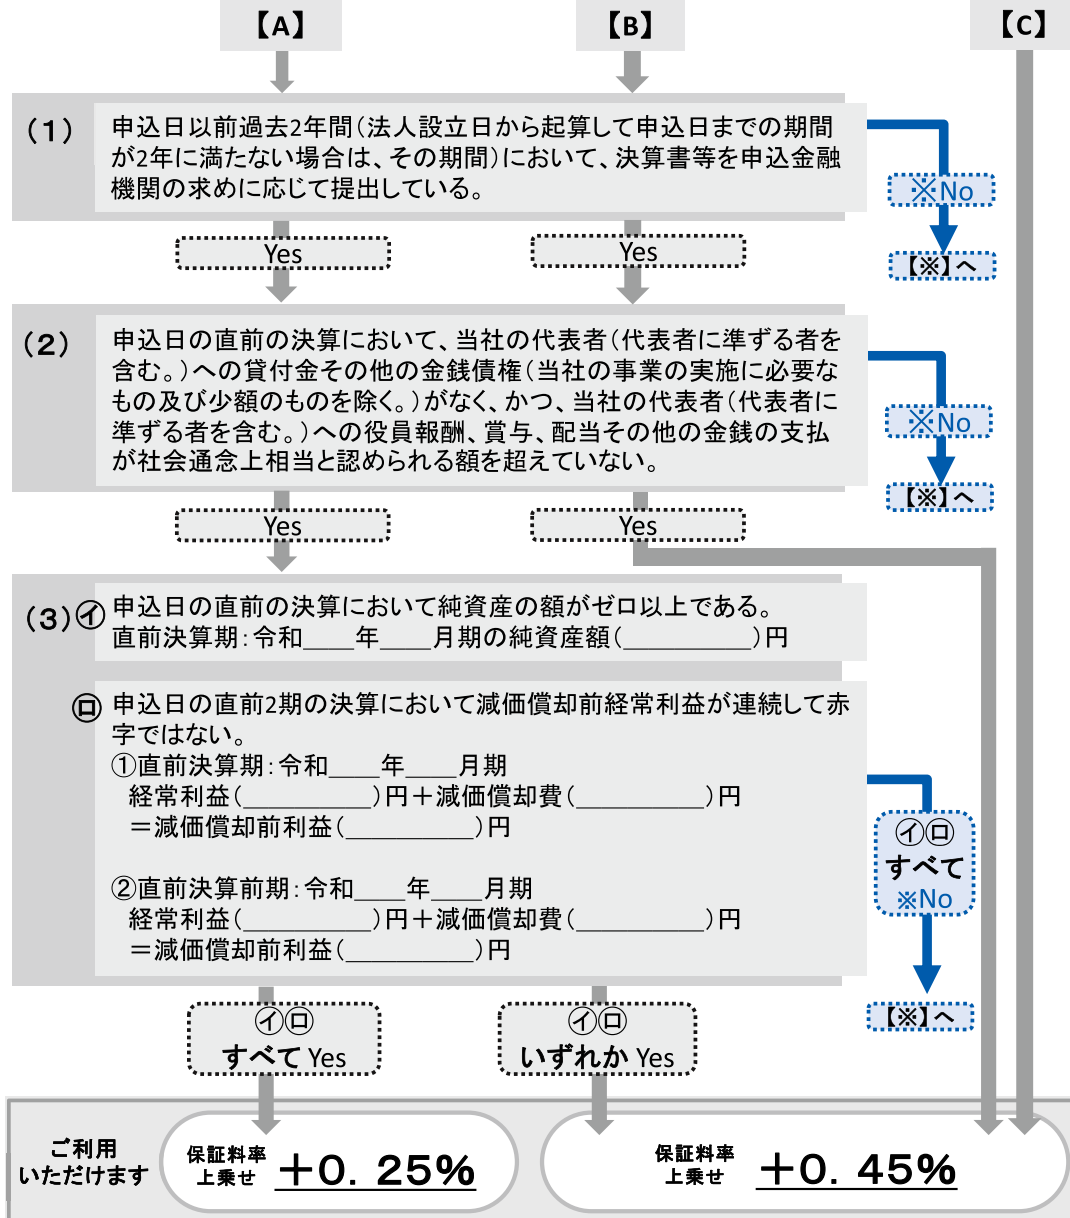 【A】
【B】
【C】
(1)
申込日以前過去2年間(法人設立日から起算して申込日までの期間
が2年に満たない場合は、その期間)において、決算書等を申込金融
機関の求めに応じて提出している。
※No
【※】へ
Yes
Yes
(2)
申込日の直前の決算において、当社の代表者(代表者に準ずる者を
含む。)への貸付金その他の金銭債権(当社の事業の実施に必要な
もの及び少額のものを除く。)がなく、かつ、当社の代表者(代表者に
準ずる者を含む。)への役員報酬、賞与、配当その他の金銭の支払
が社会通念上相当と認められる額を超えていない。
※No
【※】へ
Yes
Yes
(3)㋑ 申込日の直前の決算において純資産の額がゼロ以上である。
直前決算期:令和____年____月期の純資産額(__________)円
㋺ 申込日の直前2期の決算において減価償却前経常利益が連続して赤
字ではない。
①直前決算期:令和____年____月期
経常利益(__________)円+減価償却費(__________)円
=減価償却前利益(__________)円
②直前決算前期:令和____年____月期
経常利益(__________)円+減価償却費(__________)円
=減価償却前利益(__________)円
㋑㋺
すべて
※No
【※】へ
㋑㋺
すべて Yes
㋑㋺
いずれか Yes
ご利用
いただけます
保証料率
上乗せ +0.25%
保証料率
上乗せ +0.45%